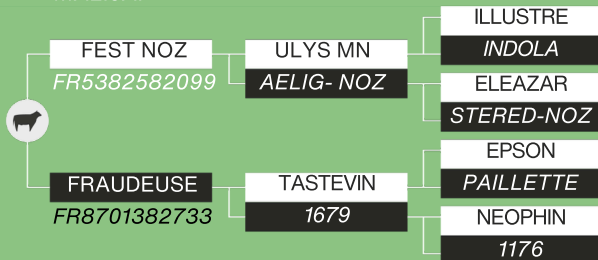 FEST NOZ
FR5382582099
ULYS MN
AELIG- NOZ
ILLUSTRE
INDOLA
ELEAZAR
STERED-NOZ
FRAUDEUSE
FR8701382733
TASTEVIN
1679
EPSON
PAILLETTE
NEOPHIN
1176